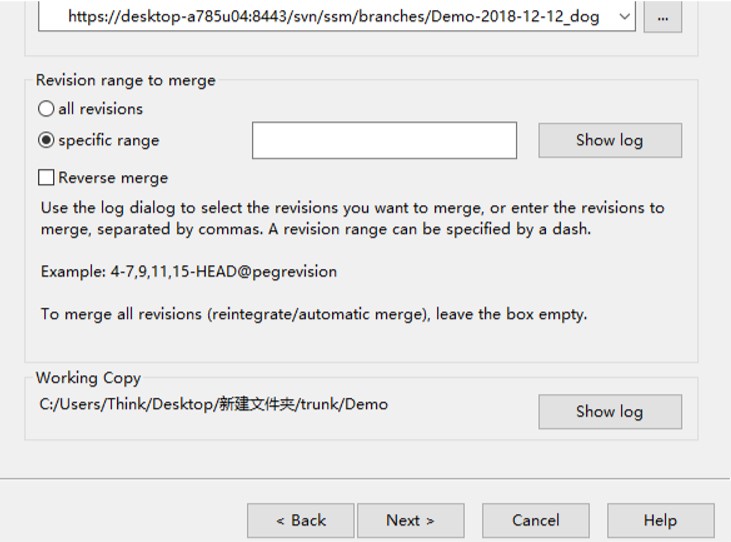 https://desktop-a785u04:8443/svn/ssm/branches/Demo-2018-12-12_dog
...
Revision range to merge
all revisions
specific range
Show log
Reverse merge
Use the log dialog to select the revisions you want to merge, or enter the revisions to
merge, separated by commas. A revision range can be specified by a dash.
Example: 4-7,9,11,15-HEAD@pegrevision
To merge all revisions (reintegrate/automatic merge), leave the box empty.
Working Copy
C:/Users/Think/Desktop/新建文件夹/trunk/Demo
Show log
< Back
Next >
Cancel
Help